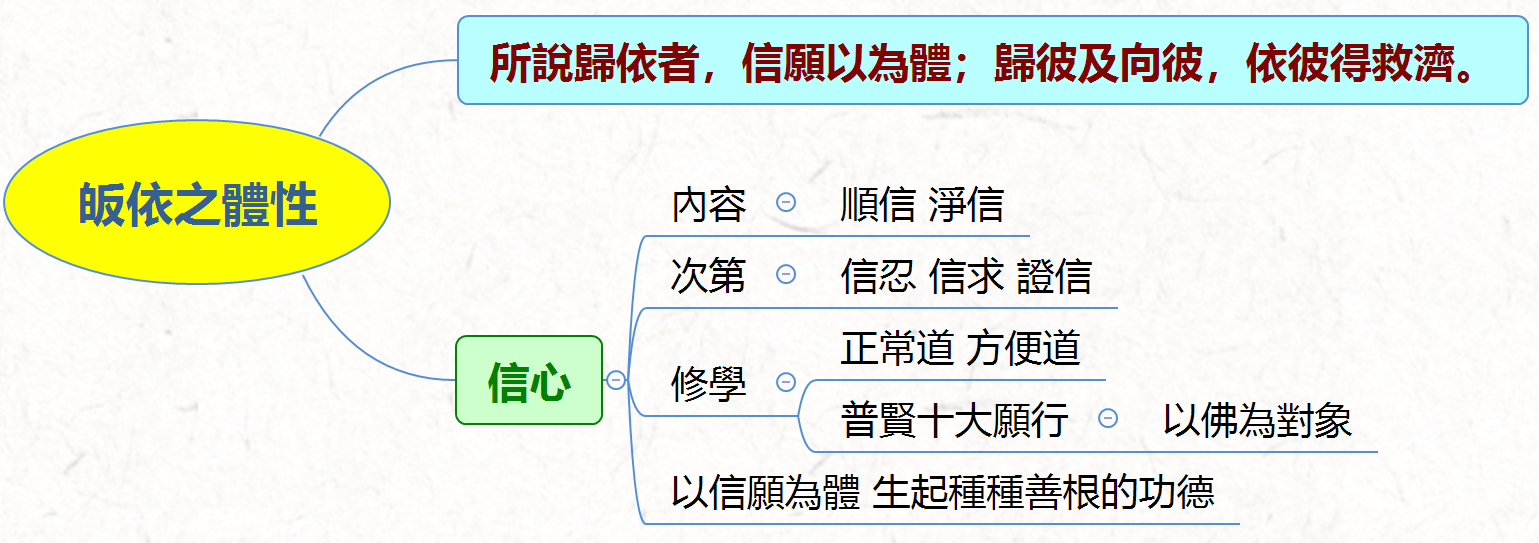 所說歸依者，信願以為體；歸彼及向彼，依彼得救濟。
皈依之體性
信心
內容
順信 淨信
次第
信忍 信求 證信
修學
正常道 方便道
普賢十大願行
以佛為對象
以信願為體 生起種種善根的功德